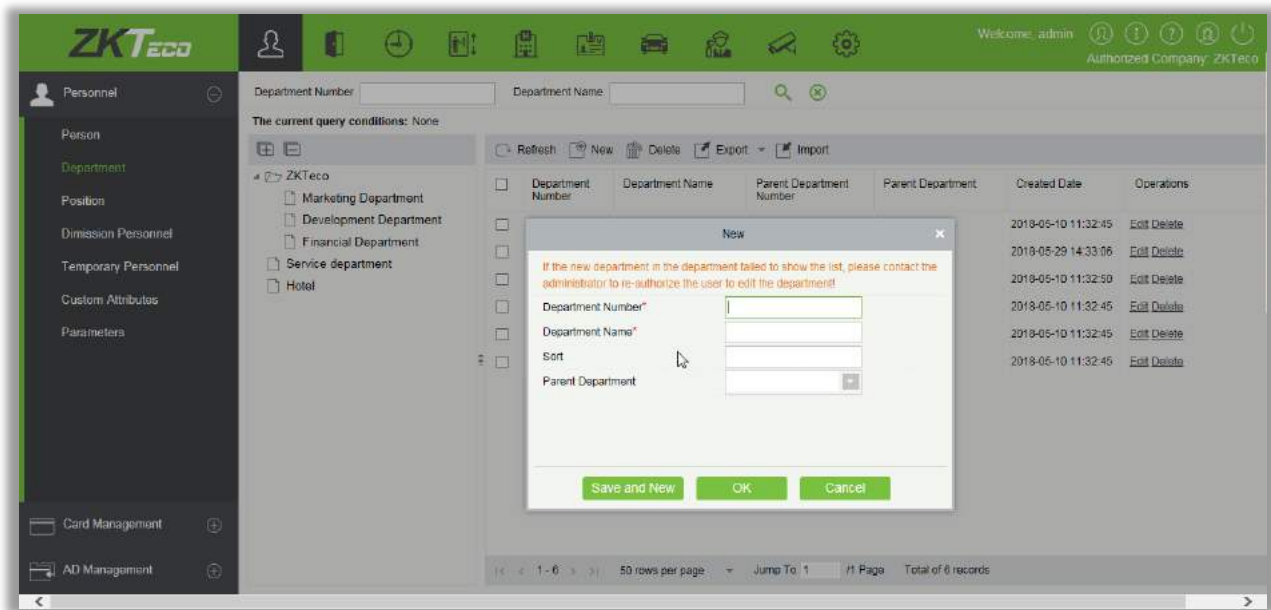 ZKTeco
Welcome, admin
Authorized Company: ZKTeco
Personnel
Person
Department
Position
Dimission Personnel
Temporary Personnel
Custom Attributes
Parameters
Card Management
AD Management
Department Number
Department Name
The current query conditions: None
ZKTeco
Marketing Department
Development Department
Financial Department
Service department
Hotel
Refresh New Delete Export Import
Department Number
Department Name
Parent Department Number
Parent Department
Created Date
Operations
2018-05-10 11:32:45 Edit Delete
2018-05-29 14:33:06 Edit Delete
2018-05-10 11:32:50 Edit Delete
2018-05-10 11:32:45 Edit Delete
2018-05-10 11:32:45 Edit Delete
2018-05-10 11:32:45 Edit Delete
New
If the new department in the department failed to show the list, please contact the
administrator to re-authorize the user to edit the department!
Department Number*
Department Name*
Sort
Parent Department
Save and New OK Cancel
1-6 50 rows per page Jump To 1 /1 Page Total of 6 records